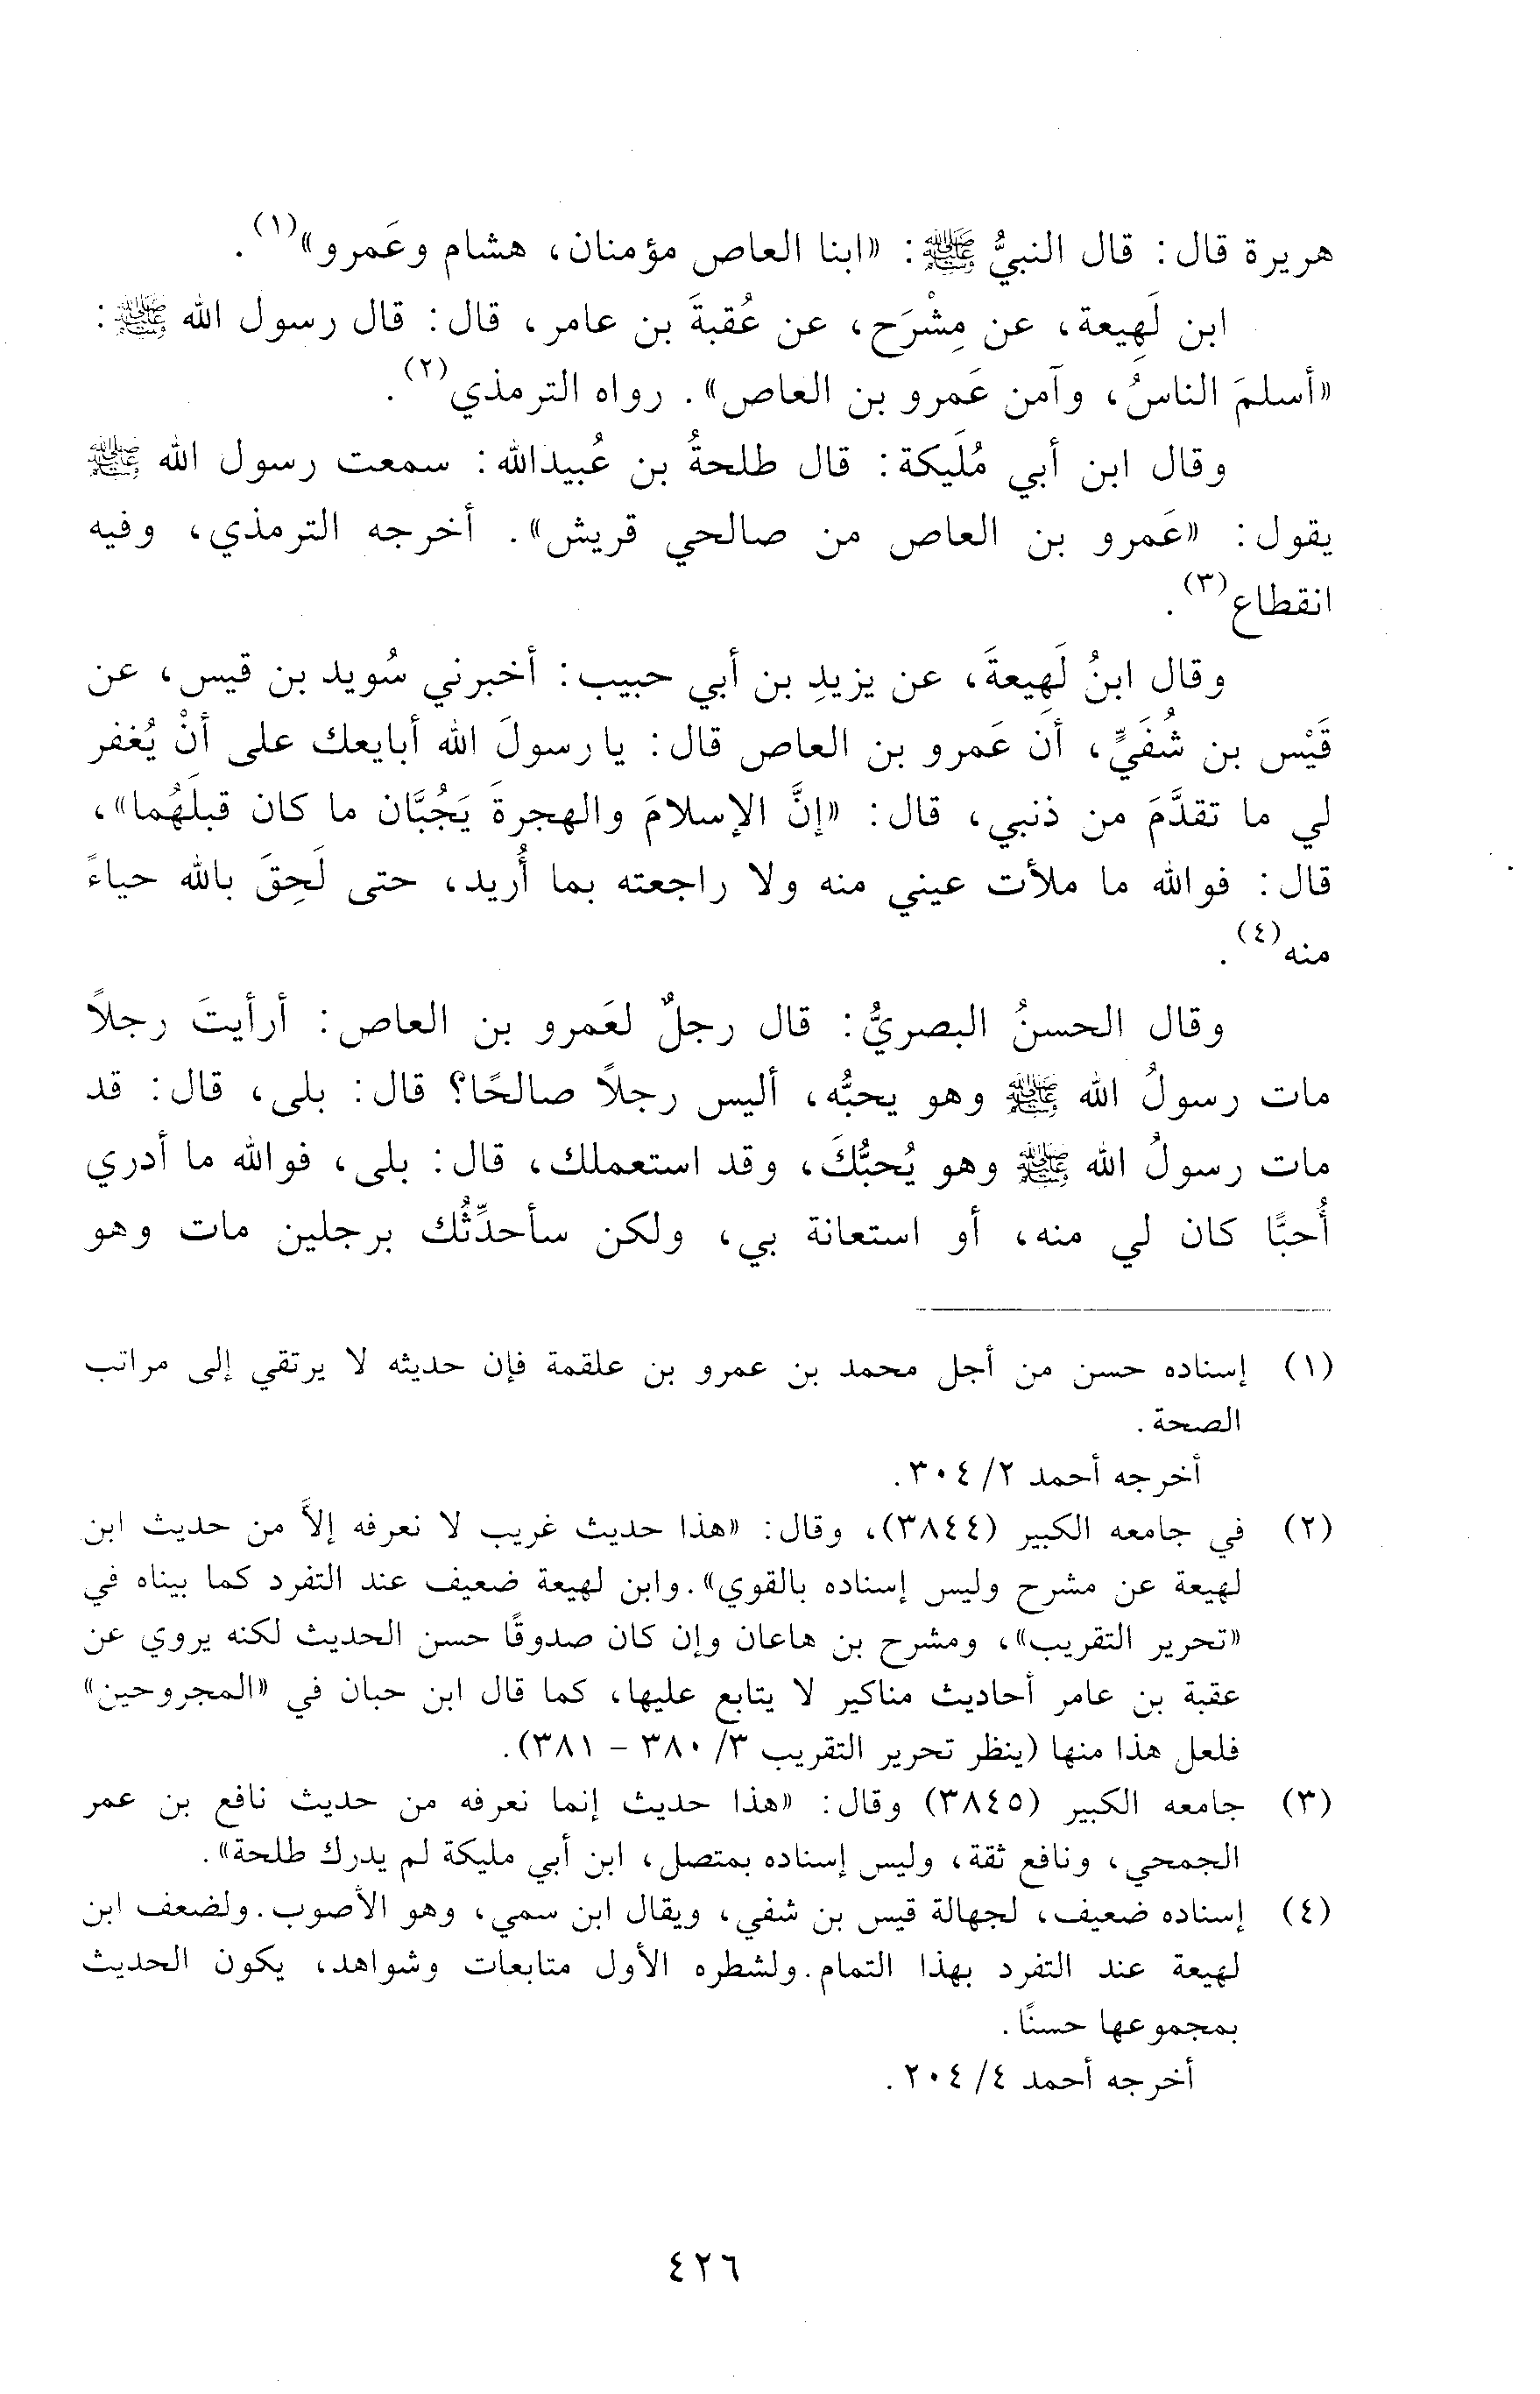 هريرة قال: قال النبيُّ ﷺ: «ابنا العاص مؤمنان، هشام وعَمرو»(١).
ابن لَهِيعة، عن مِشْرَح، عن عُقبةَ بن عامر، قال: قال رسول الله ﷺ:
«أسلمَ الناسُ، وآمن عَمرو بن العاص». رواه الترمذي(٢).
وقال ابن أبي مُلَيكة: قال طلحةُ بن عُبيدالله: سمعت رسول الله ﷺ
يقول: «عَمرو بن العاص من صالحي قريش». أخرجه الترمذي، وفيه
انقطاع(٣).
وقال ابنُ لَهِيعةَ، عن يزيدِ بن أبي حبيب: أخبرني سُويد بن قيس، عن
قَيْس بن شُفَيٍّ، أن عَمرو بن العاص قال: يارسولَ الله أبايعك على أنْ يُغفر
لي ما تقدَّمَ من ذنبي، قال: «إنَّ الإسلامَ والهجرةَ يَجُبَّان ما كان قبلَهُما»،
قال: فوالله ما ملأت عيني منه ولا راجعته بما أُريد، حتى لَحِقَ بالله حياءً
منه(٤).
وقال الحسنُ البصريُّ: قال رجلٌ لعَمرو بن العاص: أرأيتَ رجلاً
مات رسولُ الله ﷺ وهو يحبُّه، أليس رجلاً صالحًا؟ قال: بلى، قال: قد
مات رسولُ الله ﷺ وهو يُحبُّكَ، وقد استعملك، قال: بلى، فوالله ما أدري
أُحبًّا كان لي منه، أو استعانة بي، ولكن سأحدِّثُك برجلين مات وهو
(١) إسناده حسن من أجل محمد بن عمرو بن علقمة فإن حديثه لا يرتقي إلى مراتب
الصحة.
أخرجه أحمد ٢/ ٣٠٤.
(٢) في جامعه الكبير (٣٨٤٤)، وقال: «هذا حديث غريب لا نعرفه إلاَّ من حديث ابن
لهيعة عن مشرح وليس إسناده بالقوي». وابن لهيعة ضعيف عند التفرد كما بيناه في
«تحرير التقريب»، ومشرح بن هاعان وإن كان صدوقًا حسن الحديث لكنه يروي عن
عقبة بن عامر أحاديث مناكير لا يتابع عليها، كما قال ابن حبان في «المجروحين»
فلعل هذا منها (ينظر تحرير التقريب ٣/ ٣٨٠ - ٣٨١).
(٣) جامعه الكبير (٣٨٤٥) وقال: «هذا حديث إنما نعرفه من حديث نافع بن عمر
الجمحي، ونافع ثقة، وليس إسناده بمتصل، ابن أبي مليكة لم يدرك طلحة».
(٤) إسناده ضعيف، لجهالة قيس بن شفي، ويقال ابن سمي، وهو الأصوب. ولضعف ابن
لهيعة عند التفرد بهذا التمام. ولشطره الأول متابعات وشواهد، يكون الحديث
بمجموعها حسنًا.
أخرجه أحمد ٤/ ٢٠٤.
٤٢٦